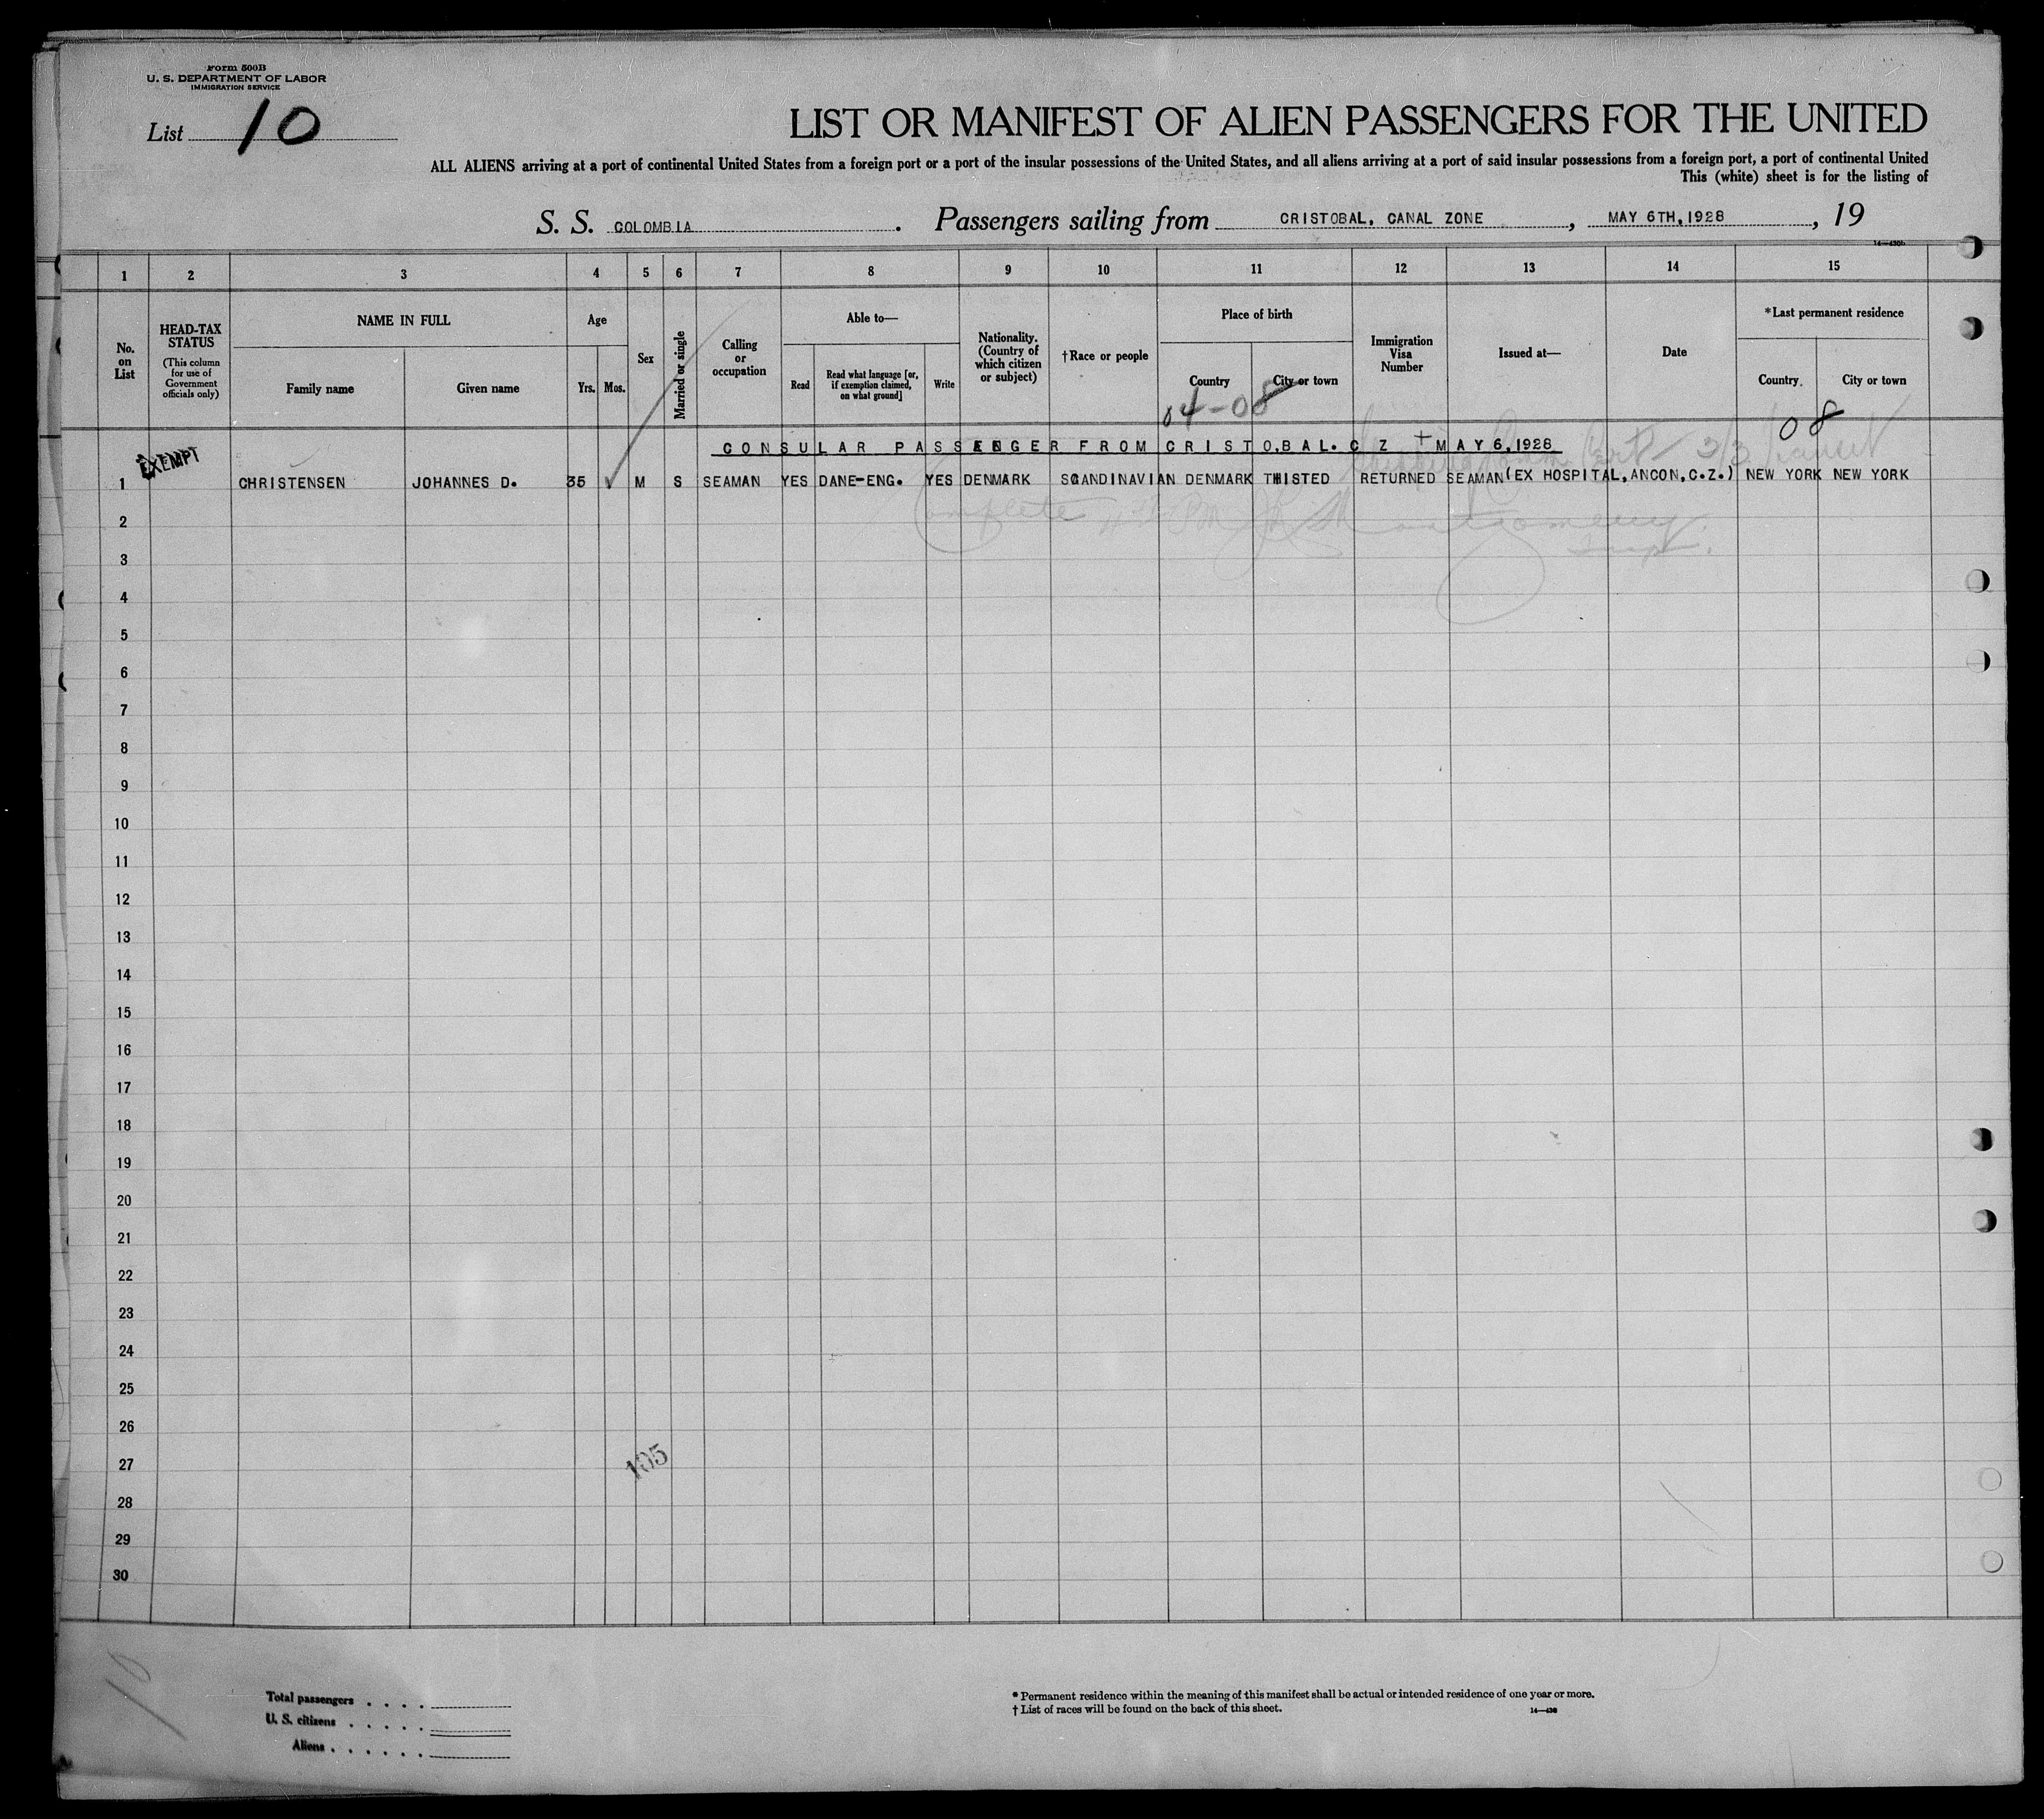 Form 500B
U. S. DEPARTMENT OF LABOR
IMMIGRATION SERVICE
List 10
LIST OR MANIFEST OF ALIEN PASSENGERS FOR THE UNITED
ALL ALIENS arriving at a port of continental United States from a foreign port or a port of the insular possessions of the United States, and all aliens arriving at a port of said insular possessions from a foreign port, a port of continental United
This (white) sheet is for the listing of
S. S. COLOMBIA. Passengers sailing from CRISTOBAL, CANAL ZONE, MAY 6TH, 1928, 19
14—430b
1 2 3 4 5 6 7 8 9 10 11 12 13 14 15
No. on List
HEAD-TAX STATUS
(This column for use of Government officials only)
NAME IN FULL
Family name
Given name
Age
Yrs. Mos.
Sex
Married or single
Calling or occupation
Able to—
Read
Read what language [or, if exemption claimed, on what ground]
Write
Nationality. (Country of which citizen or subject)
†Race or people
Place of birth
Country
City or town
04-08
Immigration Visa Number
Issued at—
Date
*Last permanent residence
Country
City or town
08
CONSULAR PASSENGER FROM CRISTOBAL. C Z MAY 6, 1928
EXEMPT
1 CHRISTENSEN JOHANNES D. 35 M S SEAMAN YES DANE-ENG. YES DENMARK SCANDINAVIAN DENMARK THISTED RETURNED SEAMAN (EX HOSPITAL, ANCON, C.Z.) NEW YORK NEW YORK
2 Complete
3
4
5
6
7
8
9
10
11
12
13
14
15
16
17
18
19
20
21
22
23
24
25
26
27
195
28
29
30
10
Total passengers . . . .
U. S. citizens . . . . .
Aliens . . . . . .
* Permanent residence within the meaning of this manifest shall be actual or intended residence of one year or more.
† List of races will be found on the back of this sheet.
14—430